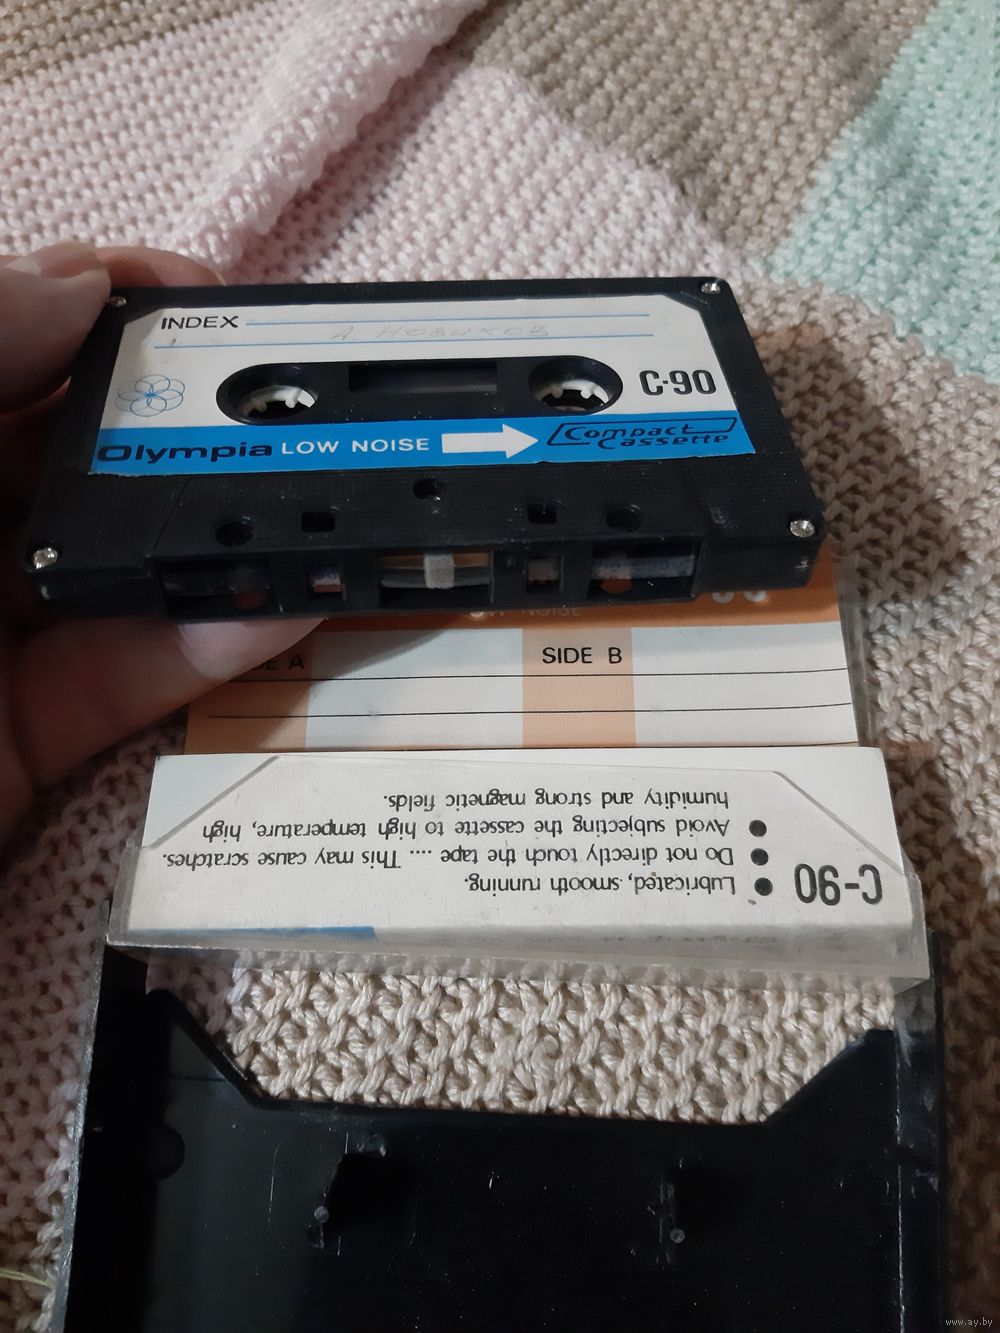 INDEX
А. НОВИКОВ
C-90
Olympia LOW NOISE Compact Cassette
NOISE
SIDE A
SIDE B
C-90
Lubricated, smooth running.
Do not directly touch the tape .... This may cause scratches.
Avoid subjecting the cassette to high temperature, high
humidity and strong magnetic fields.
www.ay.by